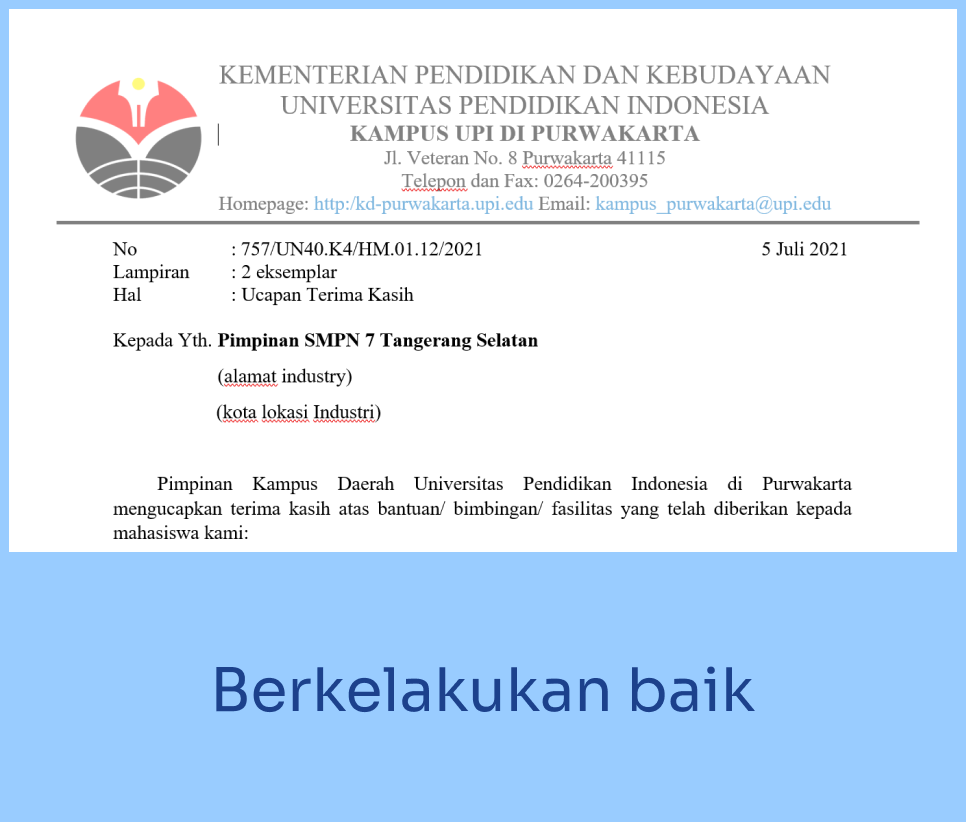 KEMENTERIAN PENDIDIKAN DAN KEBUDAYAAN
UNIVERSITAS PENDIDIKAN INDONESIA
KAMPUS UPI DI PURWAKARTA
Jl. Veteran No. 8 Purwakarta 41115
Telepon dan Fax: 0264-200395
Homepage: http:/kd-purwakarta.upi.edu Email: kampus_purwakarta@upi.edu
No : 757/UN40.K4/HM.01.12/2021 5 Juli 2021
Lampiran : 2 eksemplar
Hal : Ucapan Terima Kasih
Kepada Yth. Pimpinan SMPN 7 Tangerang Selatan
(alamat industry)
(kota lokasi Industri)
Pimpinan Kampus Daerah Universitas Pendidikan Indonesia di Purwakarta
mengucapkan terima kasih atas bantuan/ bimbingan/ fasilitas yang telah diberikan kepada
mahasiswa kami:
Berkelakukan baik